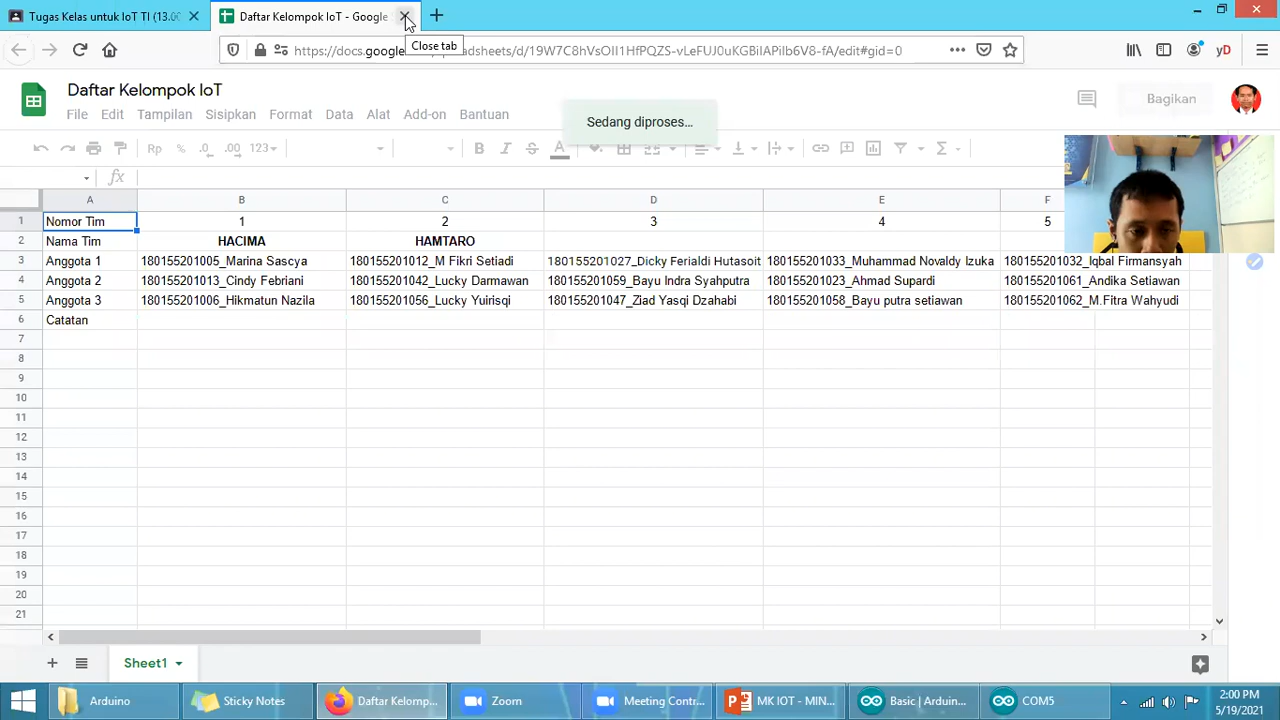 Tugas Kelas untuk IoT TI (13.0
Daftar Kelompok IoT - Google
Close tab
https://docs.google
readsheets/d/19W7C8hVsOII1HfPQZS-vLeFUJ0uKGBiIAPiIb6V8-fA/edit#gid=0
Daftar Kelompok IoT
File Edit Tampilan Sisipkan Format Data Alat Add-on Bantuan
Sedang diproses…
Bagikan
Rp % .0 .00 123
B S A Σ
fx
A B C D E F
1 Nomor Tim 1 2 3 4 5
2 Nama Tim HACIMA HAMTARO
3 Anggota 1 180155201005_Marina Sascya 180155201012_M Fikri Setiadi 180155201027_Dicky Ferialdi Hutasoit 180155201033_Muhammad Novaldy Izuka 180155201032_Iqbal Firmansyah
4 Anggota 2 180155201013_Cindy Febriani 180155201042_Lucky Darmawan 180155201059_Bayu Indra Syahputra 180155201023_Ahmad Supardi 180155201061_Andika Setiawan
5 Anggota 3 180155201006_Hikmatun Nazila 180155201056_Lucky Yuirisqi 180155201047_Ziad Yasqi Dzahabi 180155201058_Bayu putra setiawan 180155201062_M.Fitra Wahyudi
6 Catatan
7
8
9
10
11
12
13
14
15
16
17
18
19
20
21
Sheet1
Arduino Sticky Notes Daftar Kelomp... Zoom Meeting Contr... MK IOT - MIN... Basic | Arduin... COM5
2:00 PM
5/19/2021